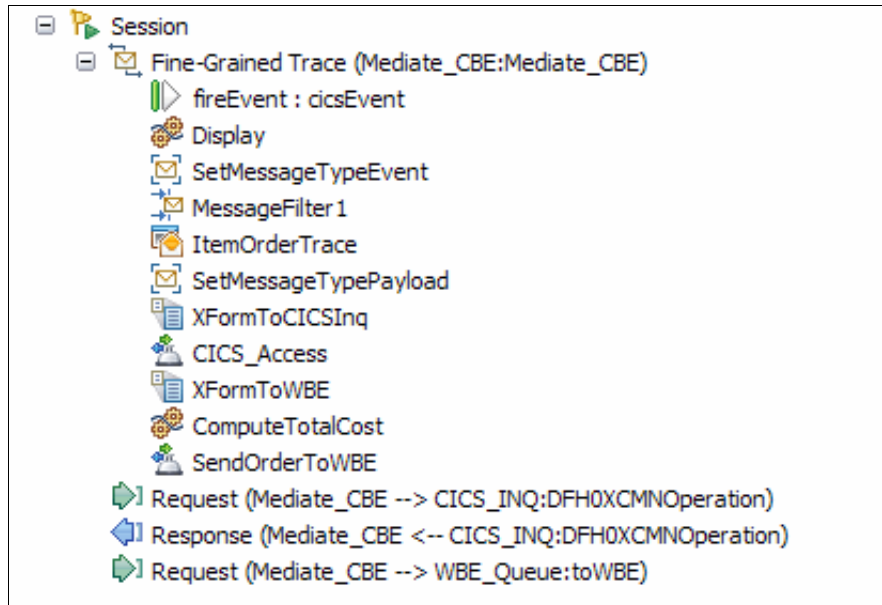 Session
Fine-Grained Trace (Mediate_CBE:Mediate_CBE)
fireEvent : cicsEvent
Display
SetMessageTypeEvent
MessageFilter1
ItemOrderTrace
SetMessageTypePayload
XFormToCICSInq
CICS_Access
XFormToWBE
ComputeTotalCost
SendOrderToWBE
Request (Mediate_CBE --> CICS_INQ:DFH0XCMNOperation)
Response (Mediate_CBE <-- CICS_INQ:DFH0XCMNOperation)
Request (Mediate_CBE --> WBE_Queue:toWBE)